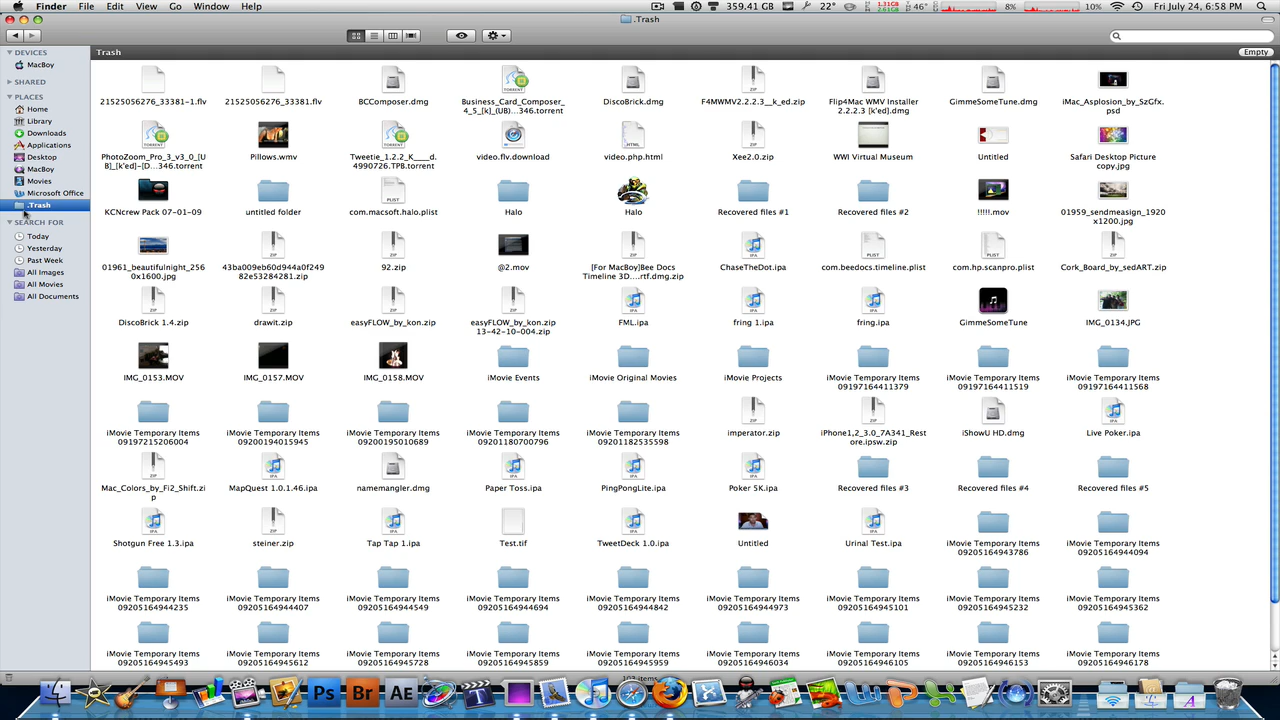 Finder File Edit View Go Window Help 359.41 GB 22° 1.31GB 2.61GB 46° 8% 10% Fri July 24, 6:58 PM
.Trash
Trash Empty
DEVICES
MacBoy
SHARED
PLACES
Home
Library
Downloads
Applications
Desktop
MacBoy
Movies
Microsoft Office
.Trash
SEARCH FOR
Today
Yesterday
Past Week
All Images
All Movies
All Documents
21525056276_33381-1.flv 21525056276_33381.flv BCComposer.dmg Business_Card_Composer_ DiscoBrick.dmg F4MWMV2.2.2.3__k_ed.zip Flip4Mac WMV Installer GimmeSomeTune.dmg iMac_Asplosion_by_SzGfx.
4_5_[k]_(UB)...346.torrent 2.2.2.3 [k'ed].dmg psd
PhotoZoom_Pro_3_v3_0_[U Pillows.wmv Tweetie_1.2.2_K____d. video.flv.download video.php.html Xee2.0.zip WWI Virtual Museum Untitled Safari Desktop Picture
B]_[k'ed]-[D...346.torrent 4990726.TPB.torrent copy.jpg
KCNcrew Pack 07-01-09 untitled folder com.macsoft.halo.plist Halo Halo Recovered files #1 Recovered files #2 !!!!!.mov 01959_sendmeasign_1920
x1200.jpg
01961_beautifulnight_256 43ba009eb60d944a0f249 92.zip @2.mov [For MacBoy]Bee Docs ChaseTheDot.ipa com.beedocs.timeline.plist com.hp.scanpro.plist Cork_Board_by_sedART.zip
0x1600.jpg 82e53284281.zip Timeline 3D....rtf.dmg.zip
DiscoBrick 1.4.zip drawit.zip easyFLOW_by_kon.zip easyFLOW_by_kon.zip FML.ipa fring 1.ipa fring.ipa GimmeSomeTune IMG_0134.JPG
13-42-10-004.zip
IMG_0153.MOV IMG_0157.MOV IMG_0158.MOV iMovie Events iMovie Original Movies iMovie Projects iMovie Temporary Items iMovie Temporary Items iMovie Temporary Items
09197164411379 09197164411519 09197164411568
iMovie Temporary Items iMovie Temporary Items iMovie Temporary Items iMovie Temporary Items iMovie Temporary Items imperator.zip iPhone1,2_3.0_7A341_Rest iShowU HD.dmg Live Poker.ipa
09197215206004 09200194015945 09200195010689 09201180700796 09201182535598 ore.ipsw.zip
Mac_Colors_by_Fi2_Shift.zi MapQuest 1.0.1.46.ipa namemangler.dmg Paper Toss.ipa PingPongLite.ipa Poker 5K.ipa Recovered files #3 Recovered files #4 Recovered files #5
p
Shotgun Free 1.3.ipa steiner.zip Tap Tap 1.ipa Test.tif TweetDeck 1.0.ipa Untitled Urinal Test.ipa iMovie Temporary Items iMovie Temporary Items
09205164943786 09205164944094
iMovie Temporary Items iMovie Temporary Items iMovie Temporary Items iMovie Temporary Items iMovie Temporary Items iMovie Temporary Items iMovie Temporary Items iMovie Temporary Items iMovie Temporary Items
09205164944235 09205164944407 09205164944549 09205164944694 09205164944842 09205164944973 09205164945101 09205164945232 09205164945362
iMovie Temporary Items iMovie Temporary Items iMovie Temporary Items iMovie Temporary Items iMovie Temporary Items iMovie Temporary Items iMovie Temporary Items iMovie Temporary Items iMovie Temporary Items
09205164945493 09205164945612 09205164945728 09205164945859 09205164945959 09205164946034 09205164946105 09205164946153 09205164946178
Ps Br AE